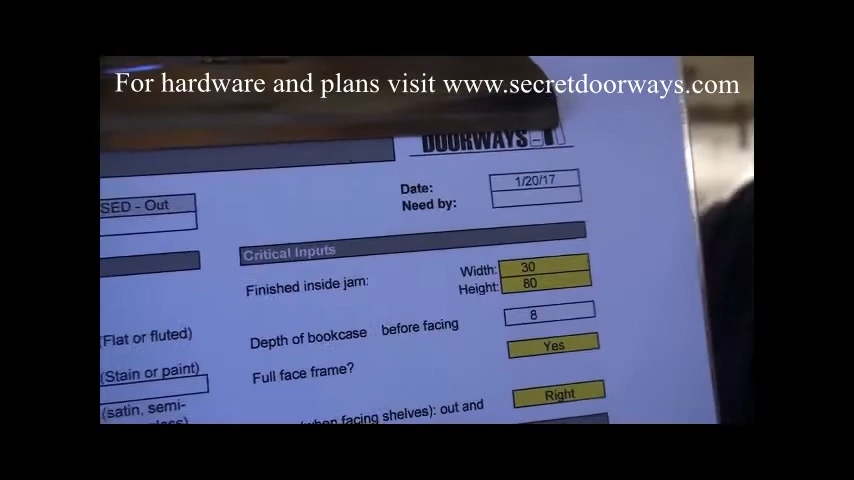 For hardware and plans visit www.secretdoorways.com
DOORWAYS
SED - Out
Date: 1/20/17
Need by:
Critical Inputs
Finished inside jam: Width: 30
Height: 80
(Flat or fluted)
Depth of bookcase before facing 8
(Stain or paint)
Full face frame? Yes
(satin, semi-
(when facing shelves): out and Right